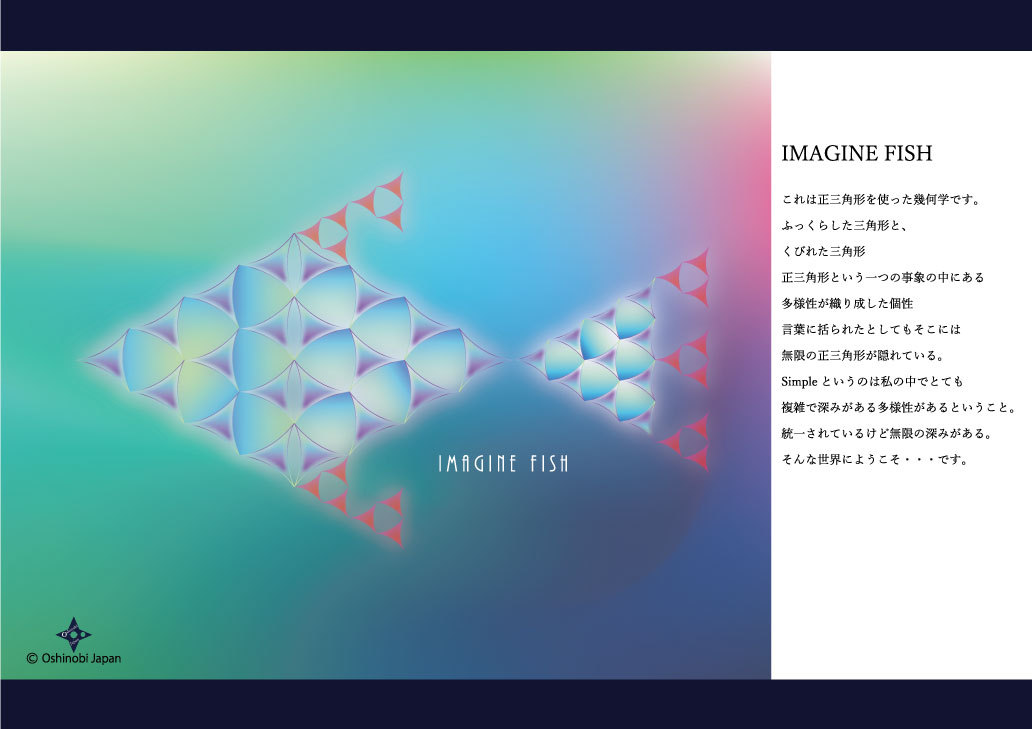 IMAGINE FISH
© Oshinobi Japan
IMAGINE FISH
これは正三角形を使った幾何学です。
ふっくらした三角形と、
くびれた三角形
正三角形という一つの事象の中にある
多様性が織り成した個性
言葉に括られたとしてもそこには
無限の正三角形が隠れている。
Simpleというのは私の中でとても
複雑で深みがある多様性があるということ。
統一されているけど無限の深みがある。
そんな世界にようこそ・・・です。